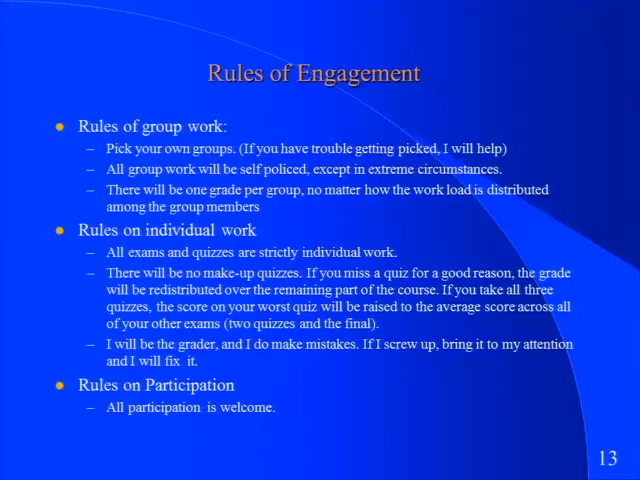 Rules of Engagement
Rules of group work:
– Pick your own groups. (If you have trouble getting picked, I will help)
– All group work will be self policed, except in extreme circumstances.
– There will be one grade per group, no matter how the work load is distributed
among the group members
Rules on individual work
– All exams and quizzes are strictly individual work.
– There will be no make-up quizzes. If you miss a quiz for a good reason, the grade
will be redistributed over the remaining part of the course. If you take all three
quizzes, the score on your worst quiz will be raised to the average score across all
of your other exams (two quizzes and the final).
– I will be the grader, and I do make mistakes. If I screw up, bring it to my attention
and I will fix it.
Rules on Participation
– All participation is welcome.
13